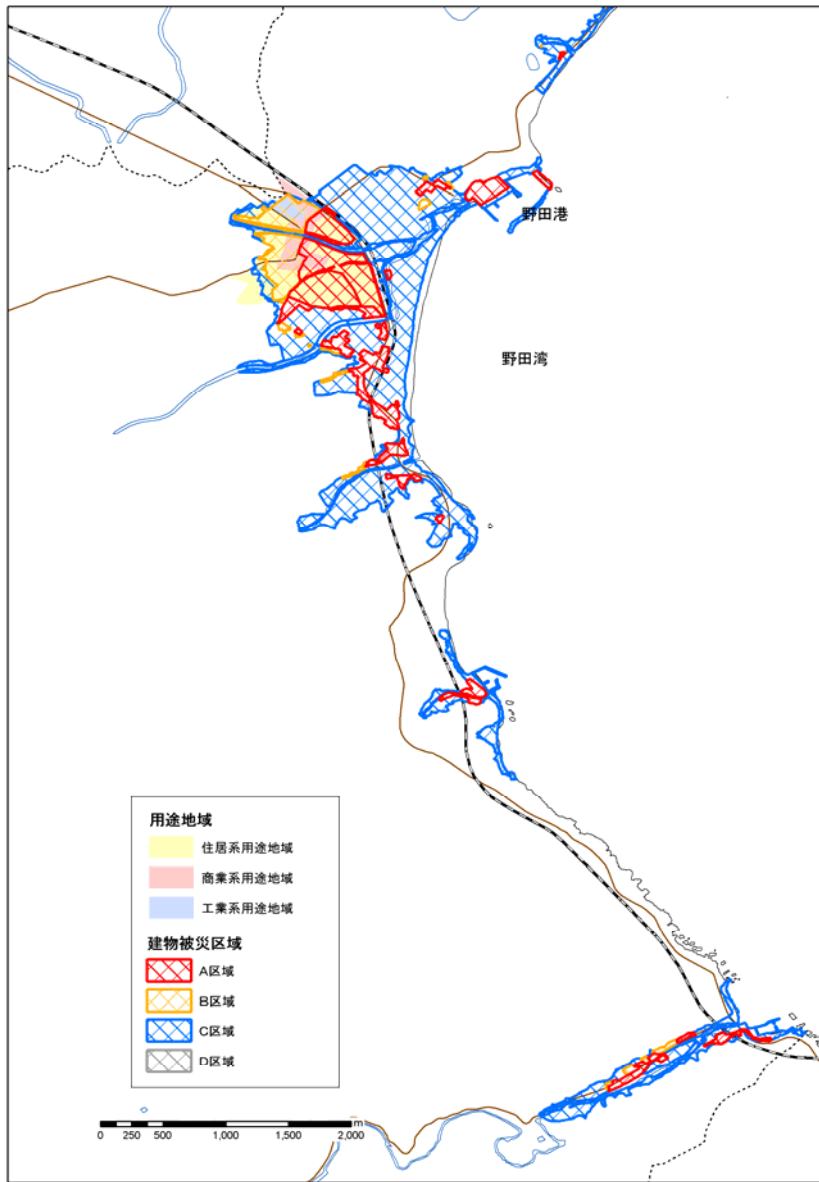 野田港
野田湾
用途地域
住居系用途地域
商業系用途地域
工業系用途地域
建物被災区域
A区域
B区域
C区域
D区域
0 250 500 1,000 1,500 2,000 m